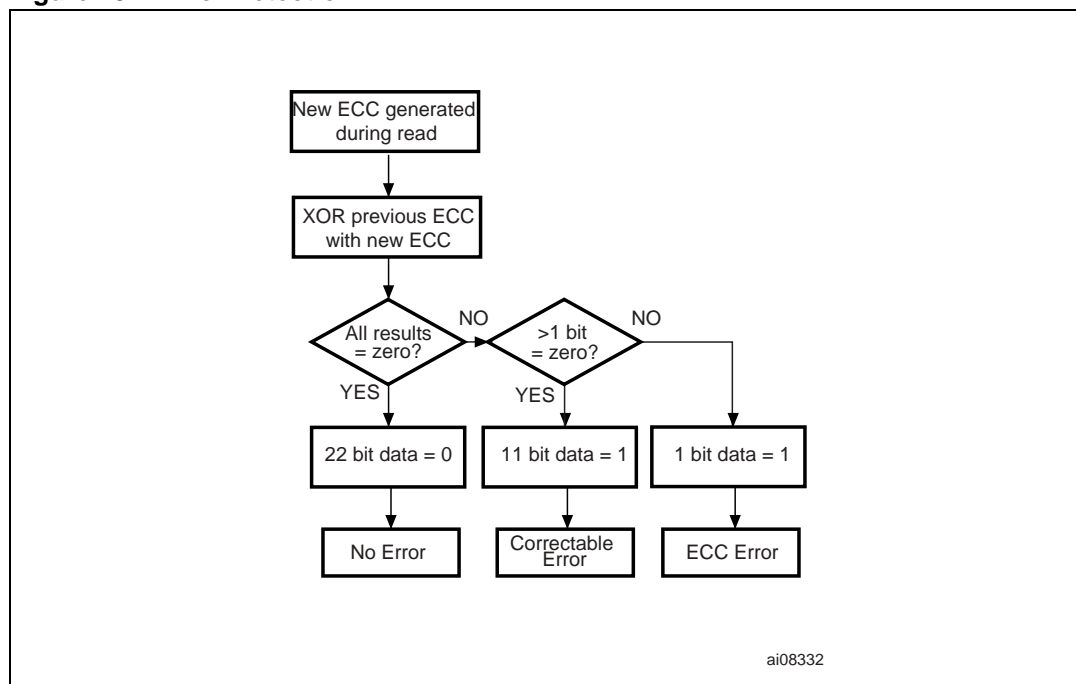 New ECC generated
during read
XOR previous ECC
with new ECC
All results
= zero?
NO
>1 bit
= zero?
NO
YES
YES
22 bit data = 0
11 bit data = 1
1 bit data = 1
No Error
Correctable
Error
ECC Error
ai08332